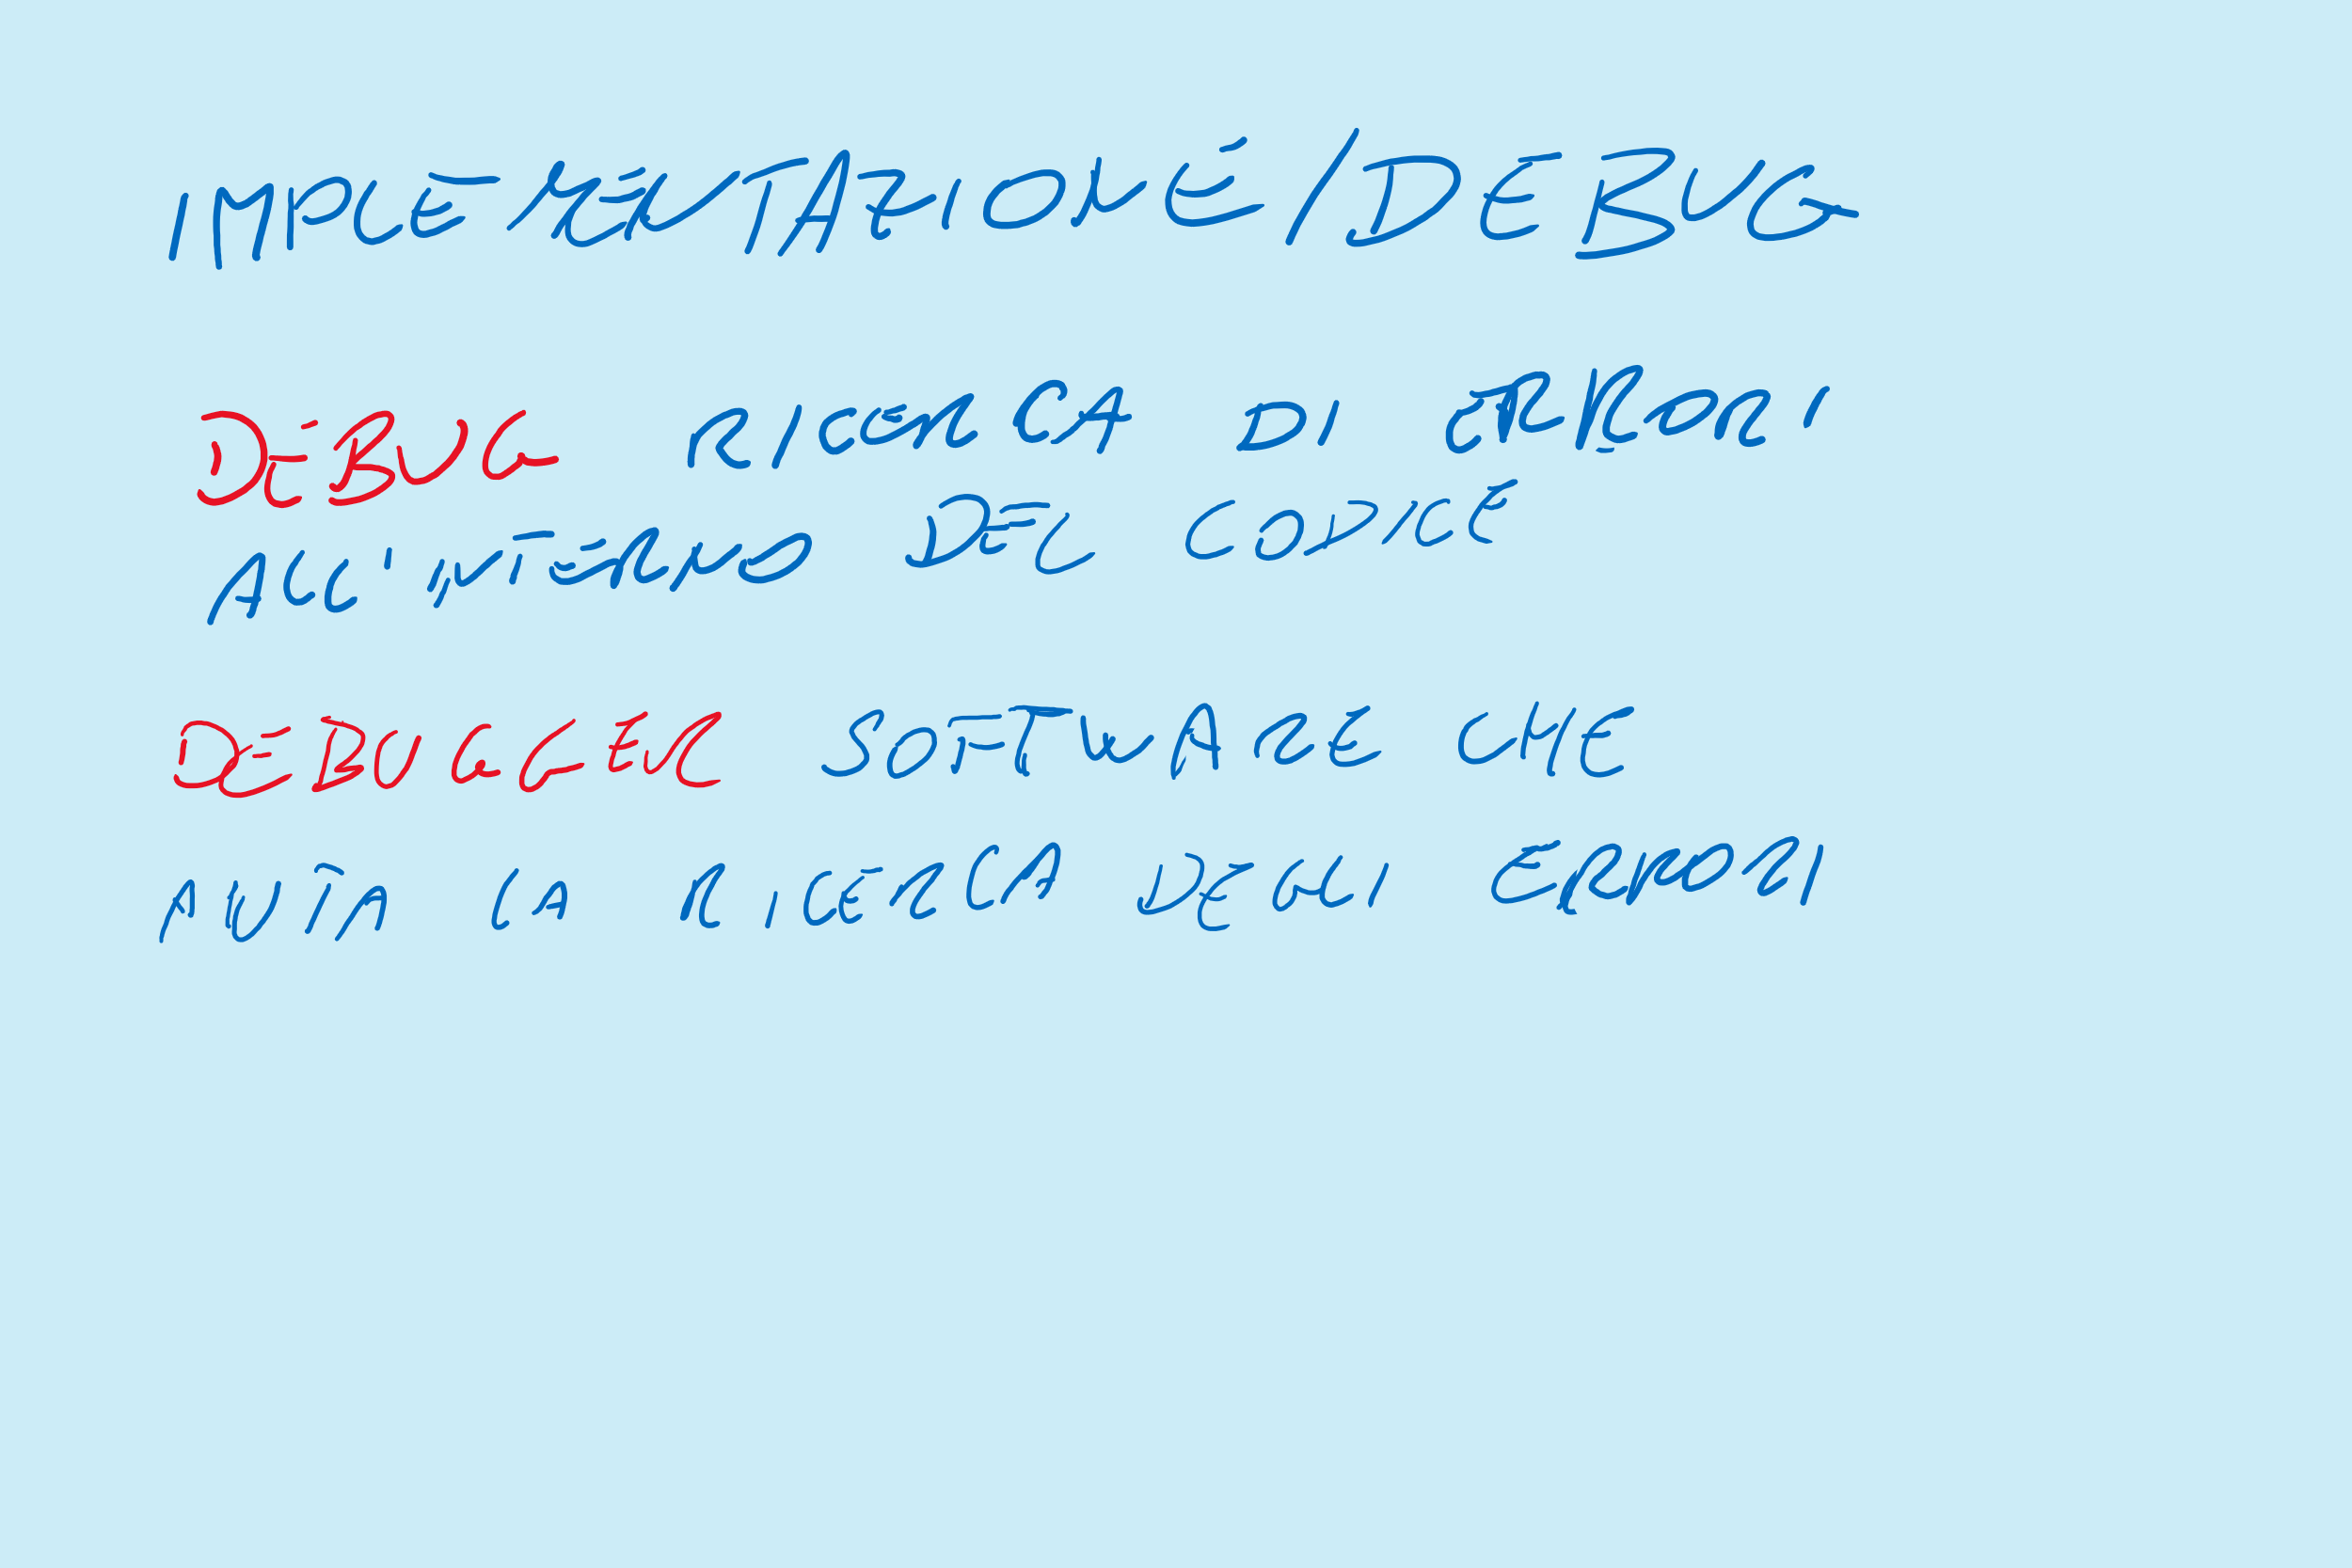 IMPLEMENTAZIONE/DEBUG
DEBUG RICERCA DI ERRORI
ALL'INTERNO DEL CODICE
DEBUGGER SOFTWARE CHE
AIUTA LA RICERCA DEGLI ERRORI